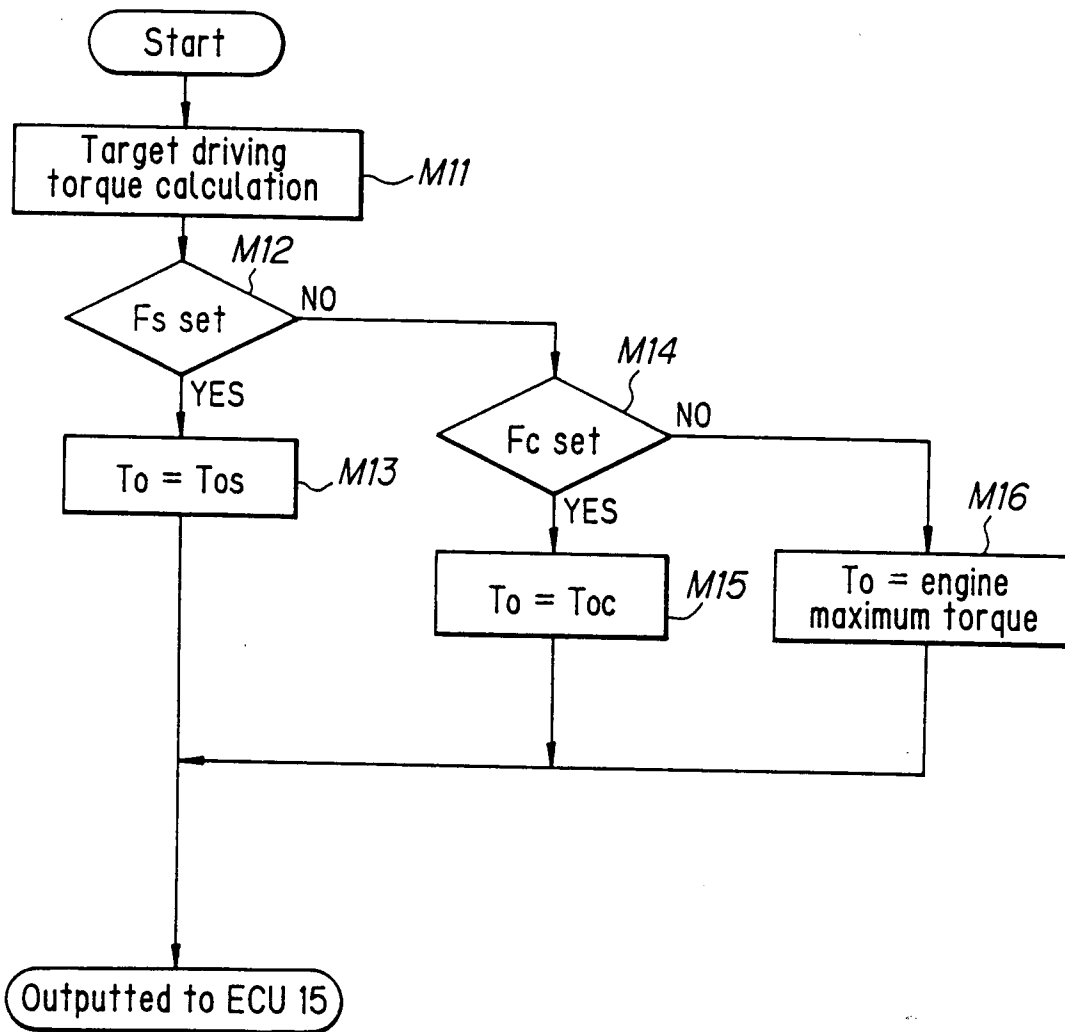 Start
Target driving
torque calculation
M11
M12
Fs set
NO
YES
To = Tos
M13
M14
Fc set
NO
YES
To = Toc
M15
M16
To = engine
maximum torque
Outputted to ECU 15